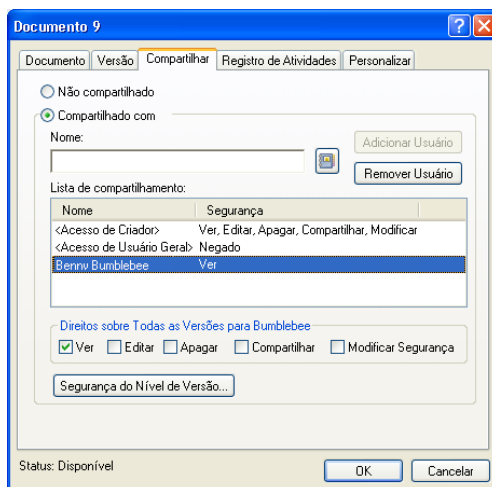 Documento 9
Documento Versão Compartilhar Registro de Atividades Personalizar
Não compartilhado
Compartilhado com
Nome:
Adicionar Usuário
Remover Usuário
Lista de compartilhamento:
Nome Segurança
<Acesso de Criador> Ver, Editar, Apagar, Compartilhar, Modificar
<Acesso de Usuário Geral> Negado
Benny Bumblebee Ver
Direitos sobre Todas as Versões para Bumblebee
Ver Editar Apagar Compartilhar Modificar Segurança
Segurança do Nível de Versão...
Status: Disponível
OK Cancelar